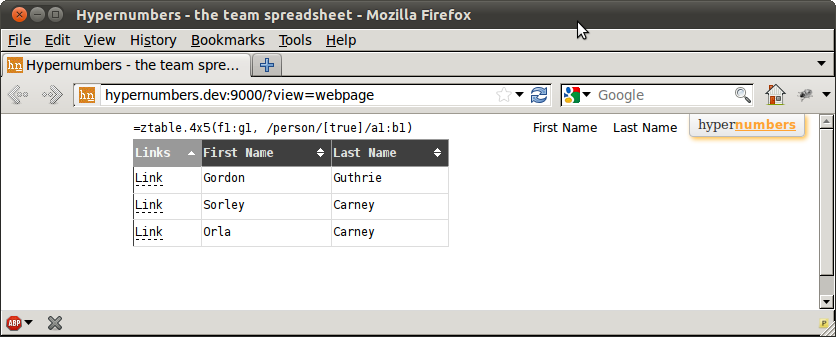 Hypernumbers - the team spreadsheet - Mozilla Firefox
File Edit View History Bookmarks Tools Help
hn Hypernumbers - the team spre...
hn hypernumbers.dev:9000/?view=webpage Google
=ztable.4x5(f1:g1, /person/[true]/a1:b1) First Name Last Name hypernumbers
Links First Name Last Name
Link Gordon Guthrie
Link Sorley Carney
Link Orla Carney
ABP P